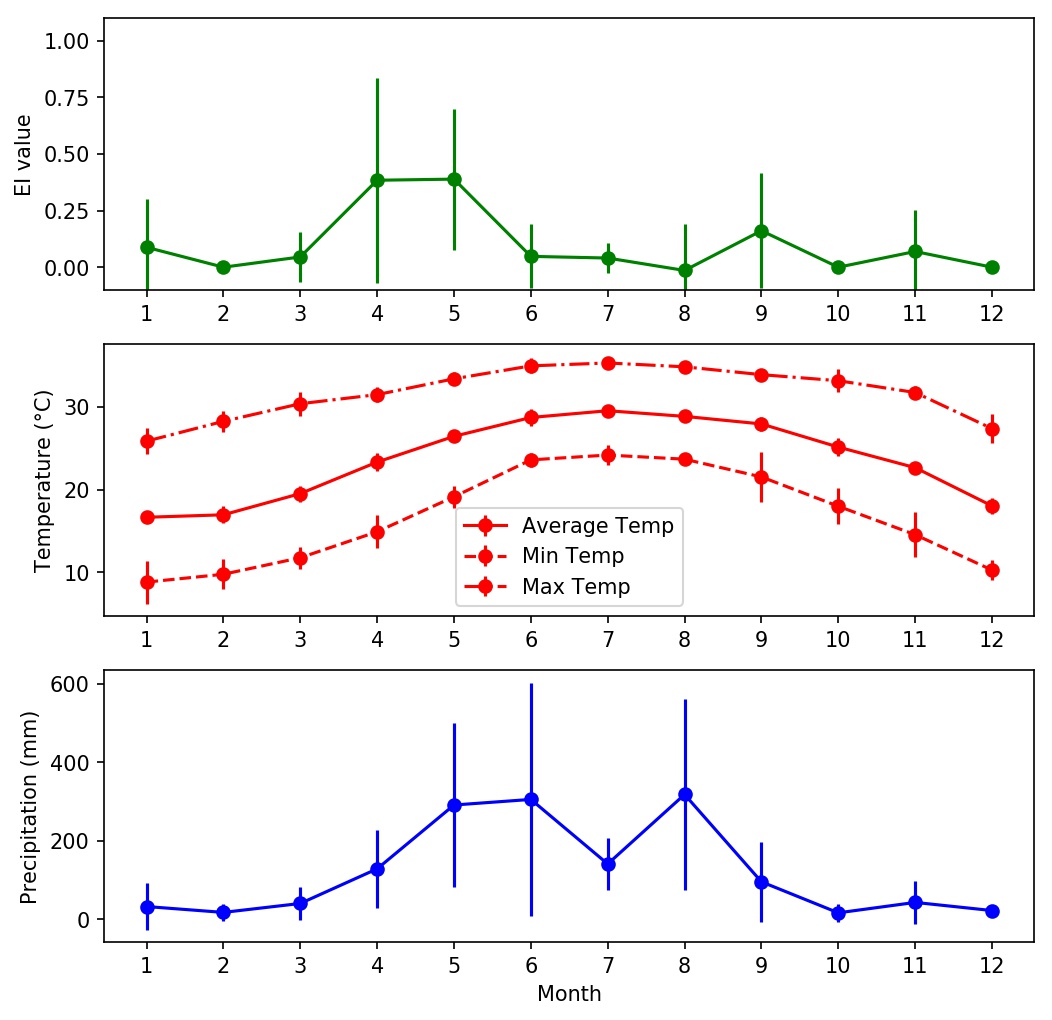 EI value
1.00
0.75
0.50
0.25
0.00
1 2 3 4 5 6 7 8 9 10 11 12
Temperature (°C)
30
20
10
Average Temp
Min Temp
Max Temp
1 2 3 4 5 6 7 8 9 10 11 12
Precipitation (mm)
600
400
200
0
1 2 3 4 5 6 7 8 9 10 11 12
Month